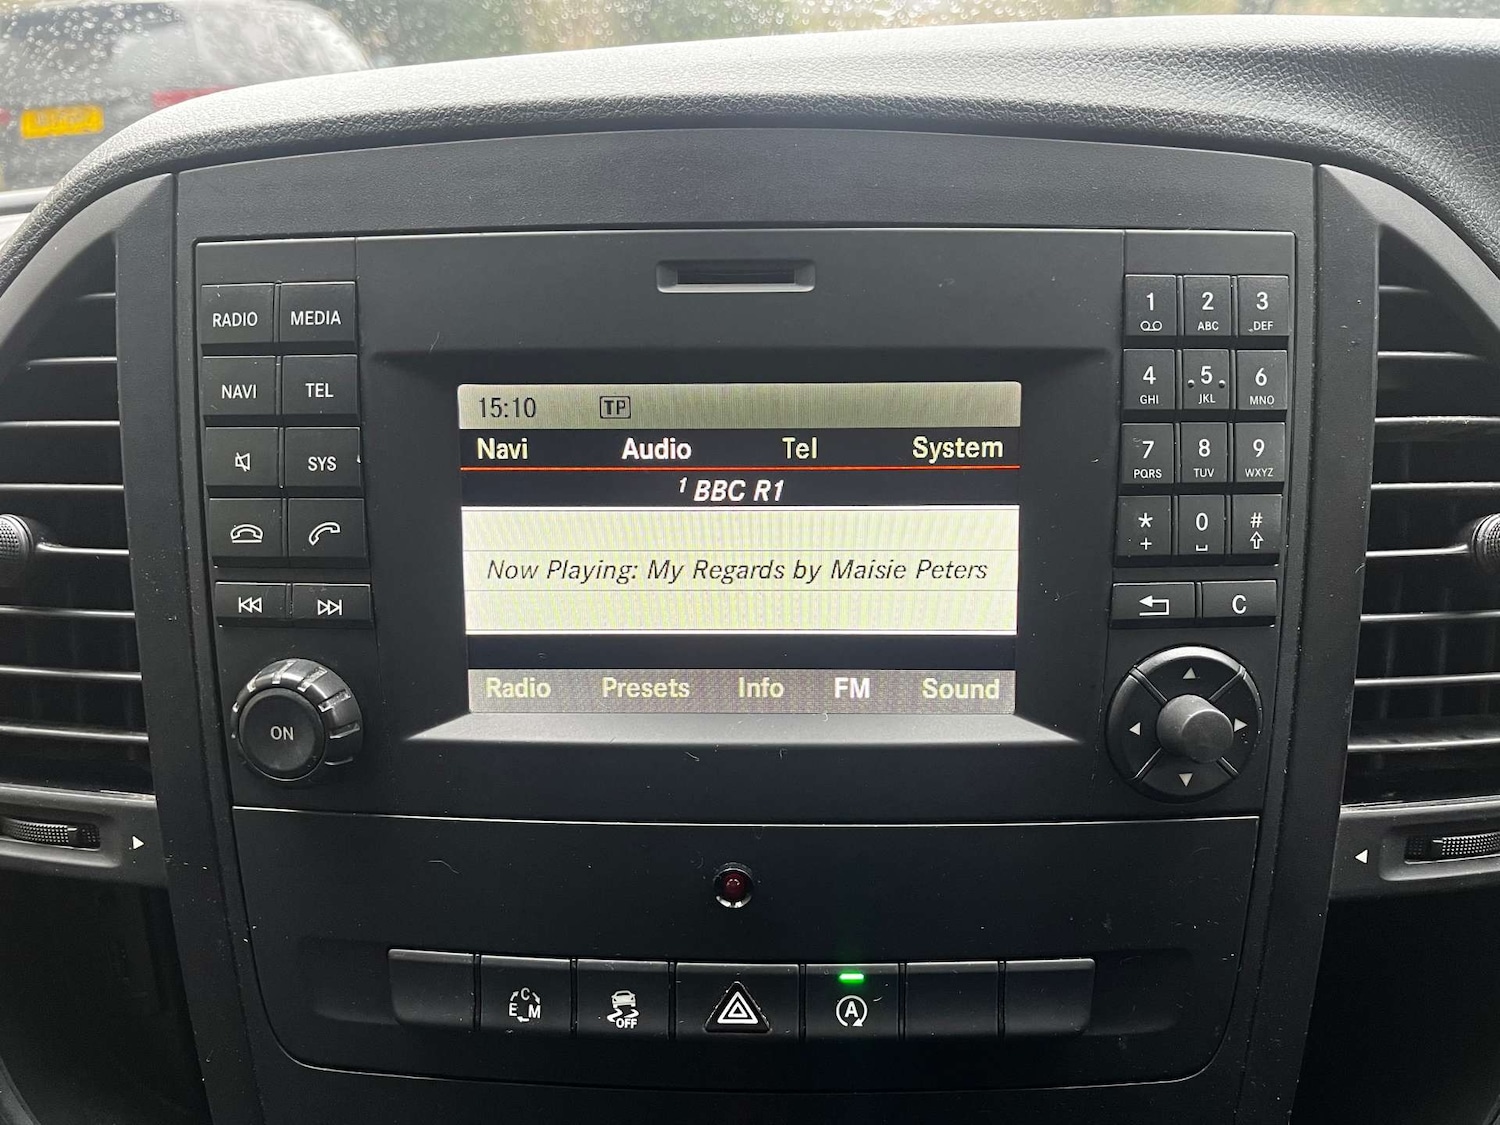 RADIO MEDIA
NAVI TEL
SYS
ON
15:10 TP
Navi Audio Tel System
1 BBC R1
Now Playing: My Regards by Maisie Peters
Radio Presets Info FM Sound
1 2 3
ABC DEF
4 5 6
GHI JKL MNO
7 8 9
PQRS TUV WXYZ
* 0 #
+
C
C
E M
OFF
A